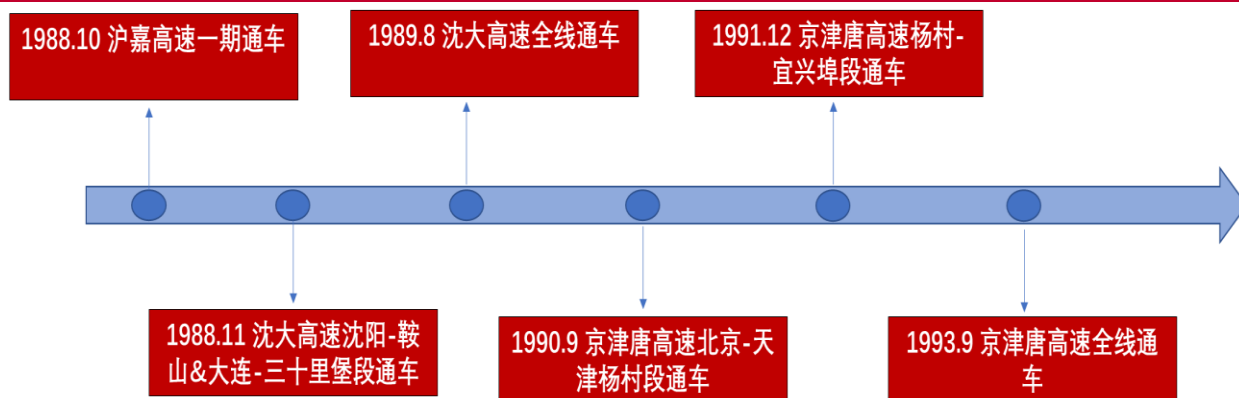 1988.10 沪嘉高速一期通车
1989.8 沈大高速全线通车
1991.12 京津唐高速杨村-
宜兴埠段通车
1988.11 沈大高速沈阳-鞍
山&大连-三十里堡段通车
1990.9 京津唐高速北京-天
津杨村段通车
1993.9 京津唐高速全线通
车